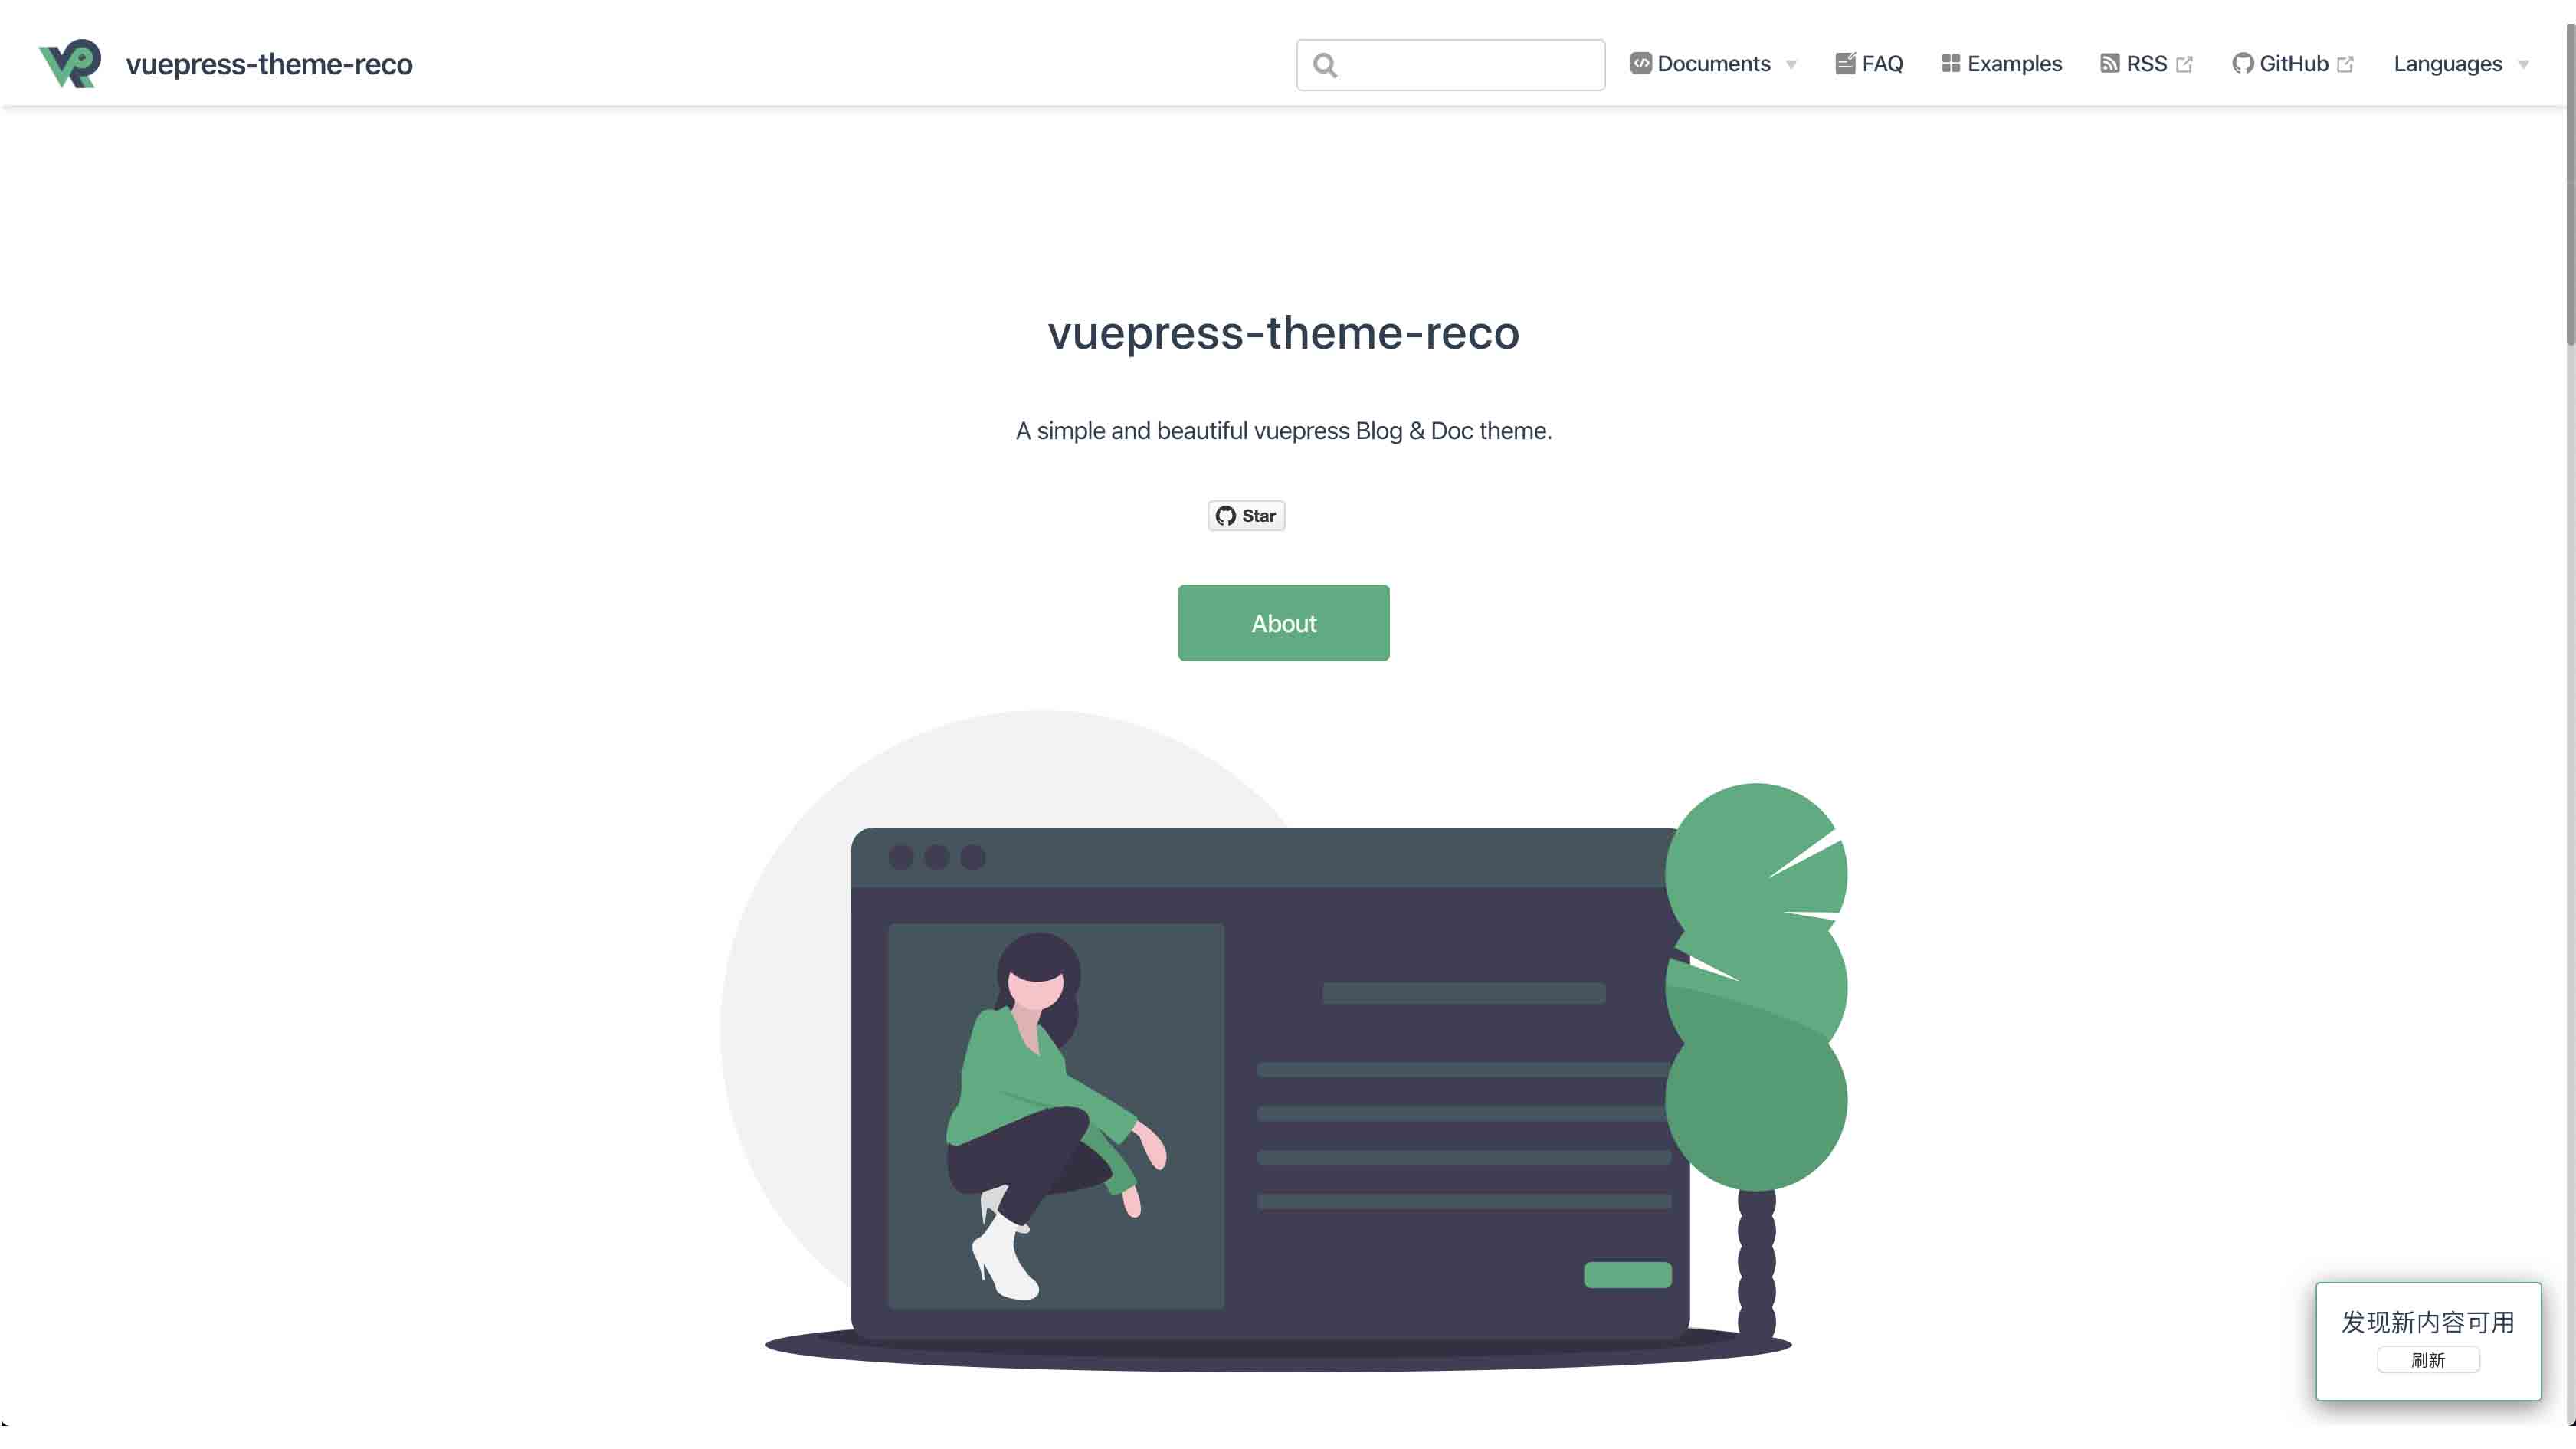 vuepress-theme-reco
Documents FAQ Examples RSS GitHub Languages
vuepress-theme-reco
A simple and beautiful vuepress Blog & Doc theme.
Star
About
发现新内容可用
刷新